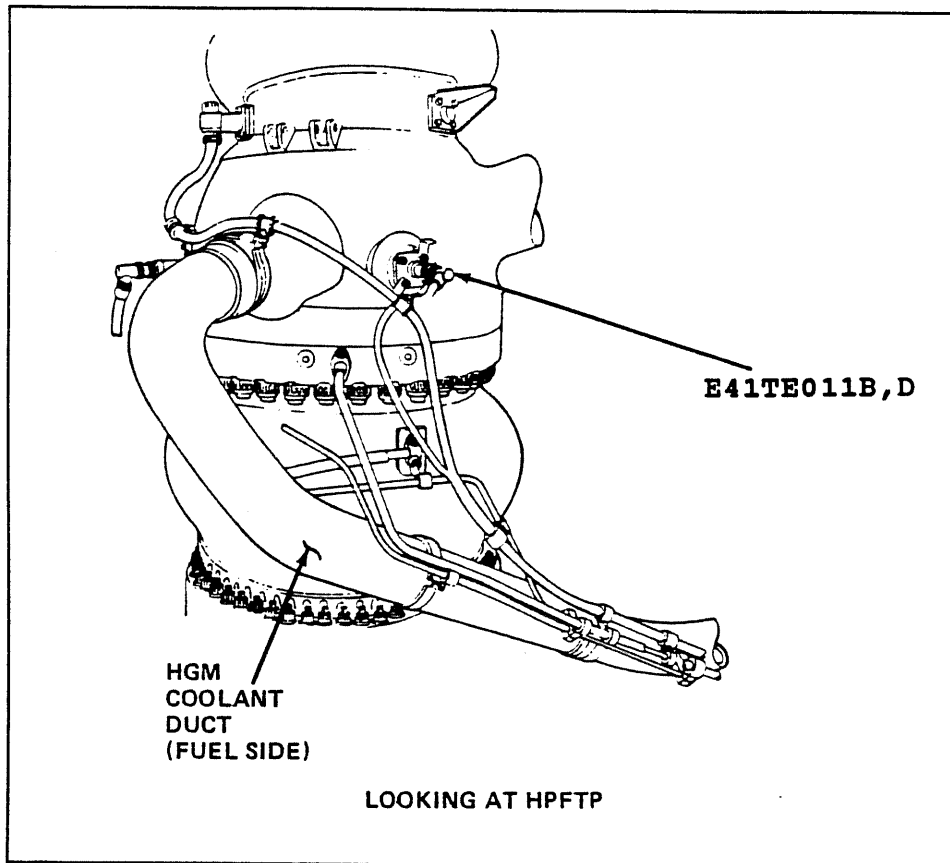 E41TE011B,D
HGM
COOLANT
DUCT
(FUEL SIDE)
LOOKING AT HPFTP